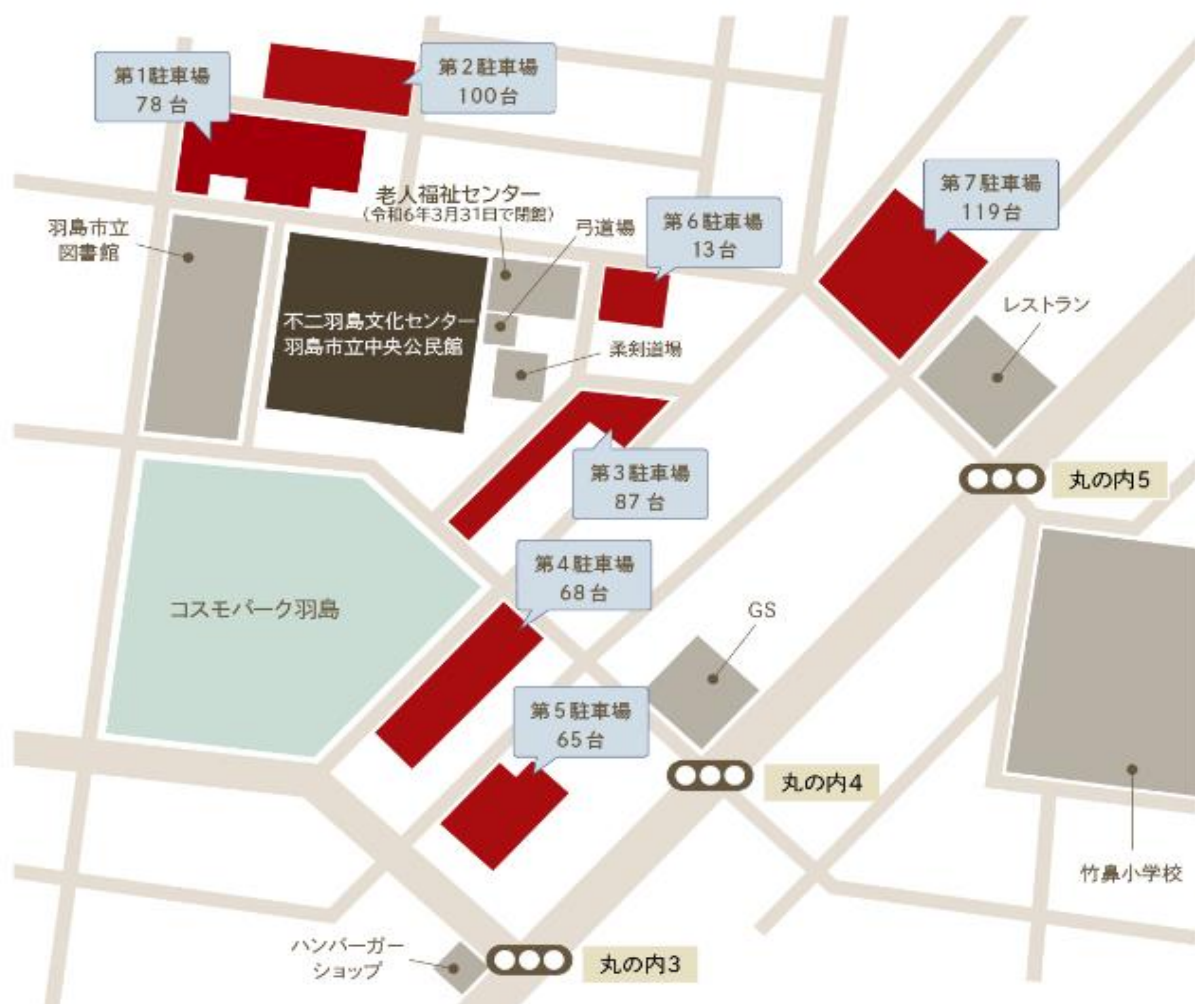 第1駐車場
78台
第2駐車場
100台
老人福祉センター
(令和6年3月31日で閉館)
弓道場
第6駐車場
13台
第7駐車場
119台
羽島市立
図書館
不二羽島文化センター
羽島市立中央公民館
柔剣道場
レストラン
第3駐車場
87台
丸の内5
第4駐車場
68台
コスモパーク羽島
GS
第5駐車場
65台
丸の内4
竹鼻小学校
ハンバーガー
ショップ
丸の内3